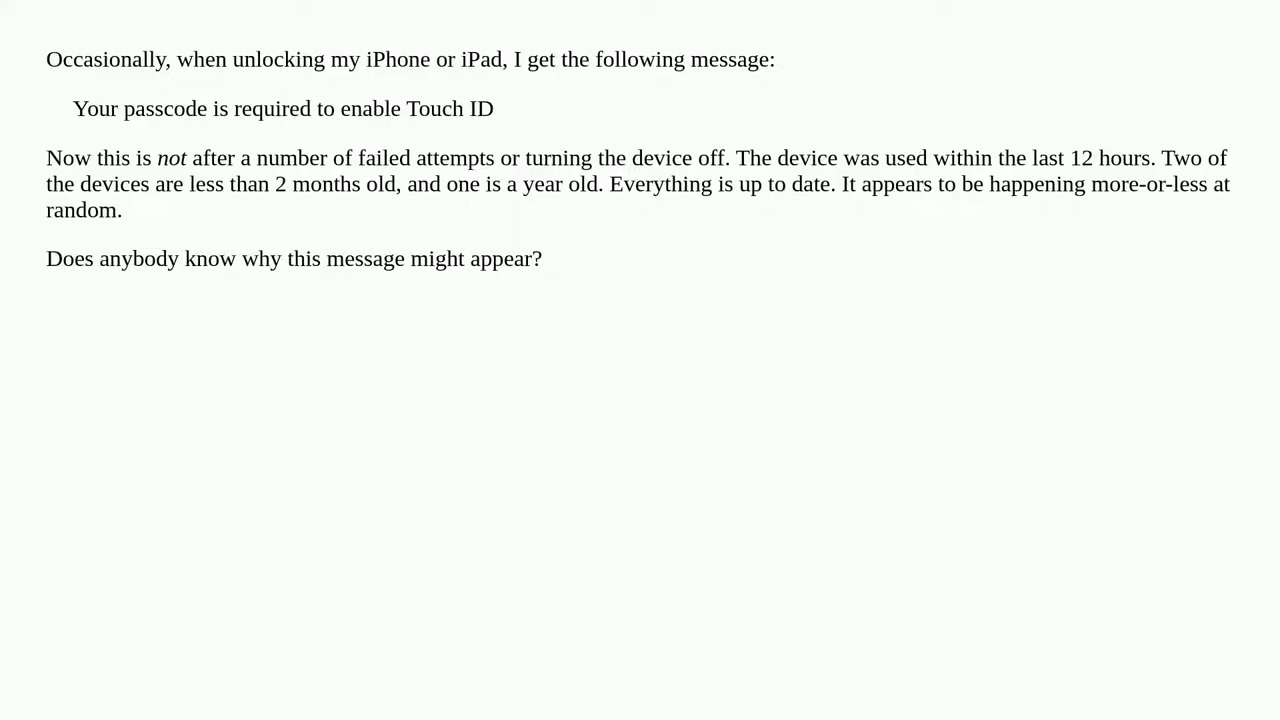 Occasionally, when unlocking my iPhone or iPad, I get the following message:
Your passcode is required to enable Touch ID
Now this is not after a number of failed attempts or turning the device off. The device was used within the last 12 hours. Two of
the devices are less than 2 months old, and one is a year old. Everything is up to date. It appears to be happening more-or-less at
random.
Does anybody know why this message might appear?